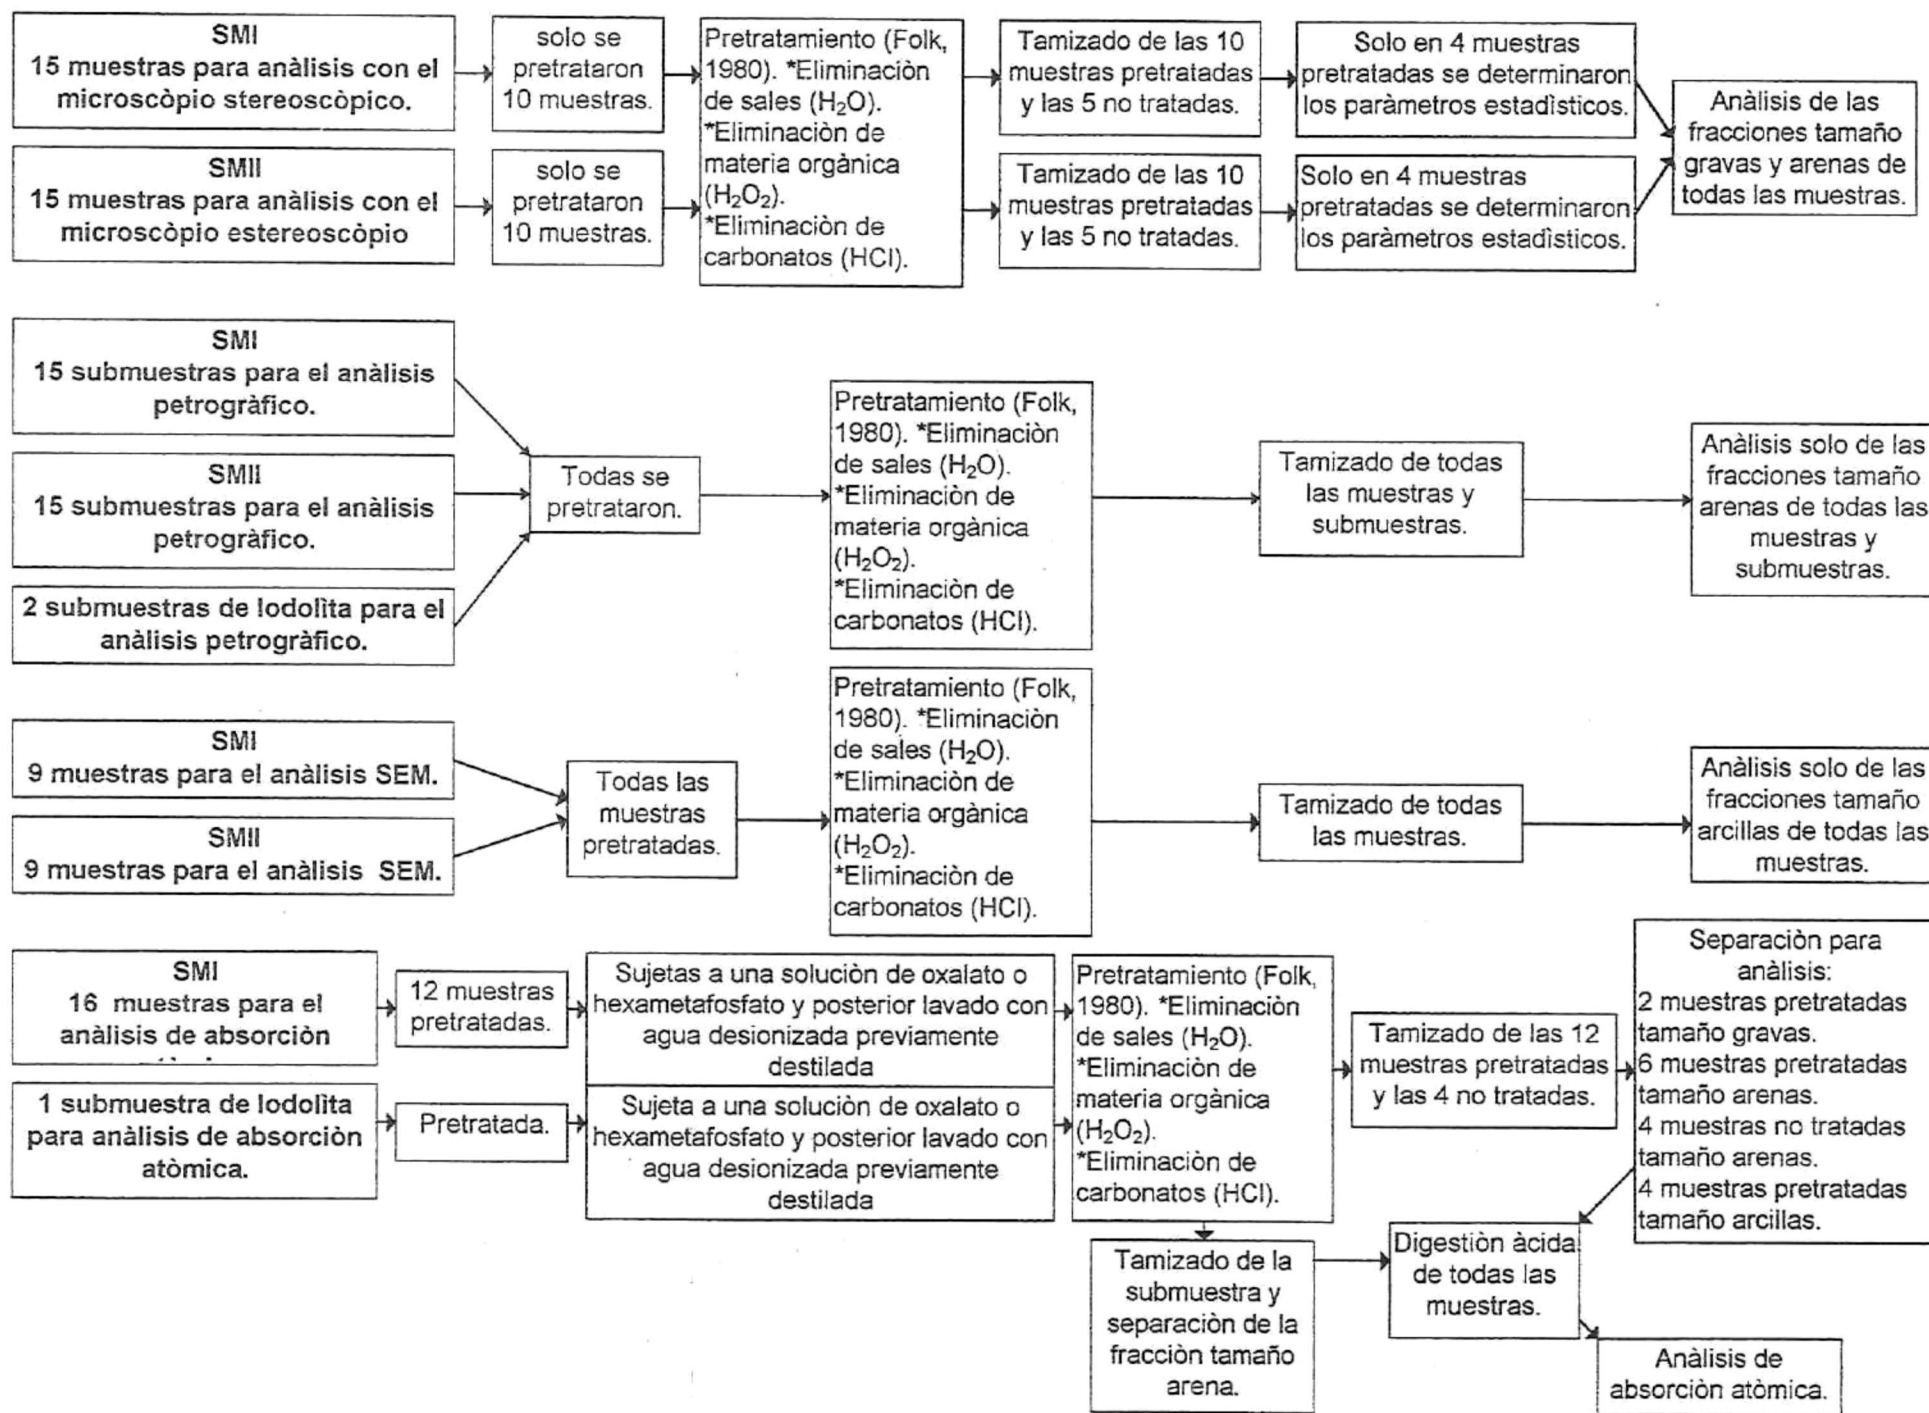 SMI
15 muestras para anàlisis con el
microscòpio stereoscòpico.
solo se
pretrataron
10 muestras.
Pretratamiento (Folk,
1980). *Eliminaciòn
de sales (H₂O).
*Eliminaciòn de
materia orgànica
(H₂O₂).
*Eliminaciòn de
carbonatos (HCl).
Tamizado de las 10
muestras pretratadas
y las 5 no tratadas.
Solo en 4 muestras
pretratadas se determinaron
los paràmetros estadìsticos.
Anàlisis de las
fracciones tamaño
gravas y arenas de
todas las muestras.
SMII
15 muestras para anàlisis con el
microscòpio estereoscòpio
solo se
pretrataron
10 muestras.
Tamizado de las 10
muestras pretratadas
y las 5 no tratadas.
Solo en 4 muestras
pretratadas se determinaron
los paràmetros estadìsticos.
SMI
15 submuestras para el anàlisis
petrogràfico.
SMII
15 submuestras para el anàlisis
petrogràfico.
2 submuestras de lodolìta para el
anàlisis petrogràfico.
Todas se
pretrataron.
Pretratamiento (Folk,
1980). *Eliminaciòn
de sales (H₂O).
*Eliminaciòn de
materia orgànica
(H₂O₂).
*Eliminaciòn de
carbonatos (HCl).
Tamizado de todas
las muestras y
submuestras.
Anàlisis solo de las
fracciones tamaño
arenas de todas las
muestras y
submuestras.
SMI
9 muestras para el anàlisis SEM.
SMII
9 muestras para el anàlisis SEM.
Todas las
muestras
pretratadas.
Pretratamiento (Folk,
1980). *Eliminaciòn
de sales (H₂O).
*Eliminaciòn de
materia orgànica
(H₂O₂).
*Eliminaciòn de
carbonatos (HCl).
Tamizado de todas
las muestras.
Anàlisis solo de las
fracciones tamaño
arcillas de todas las
muestras.
SMI
16 muestras para el
anàlisis de absorciòn
12 muestras
pretratadas.
Sujetas a una soluciòn de oxalato o
hexametafosfato y posterior lavado con
agua desionizada previamente
destilada
1 submuestra de lodolìta
para anàlisis de absorciòn
atòmica.
Pretratada.
Sujeta a una soluciòn de oxalato o
hexametafosfato y posterior lavado con
agua desionizada previamente
destilada
Pretratamiento (Folk,
1980). *Eliminaciòn
de sales (H₂O).
*Eliminaciòn de
materia orgànica
(H₂O₂).
*Eliminaciòn de
carbonatos (HCl).
Tamizado de las 12
muestras pretratadas
y las 4 no tratadas.
Separaciòn para
anàlisis:
2 muestras pretratadas
tamaño gravas.
6 muestras pretratadas
tamaño arenas.
4 muestras no tratadas
tamaño arenas.
4 muestras pretratadas
tamaño arcillas.
Tamizado de la
submuestra y
separaciòn de la
fracciòn tamaño
arena.
Digestiòn àcida
de todas las
muestras.
Anàlisis de
absorciòn atòmica.